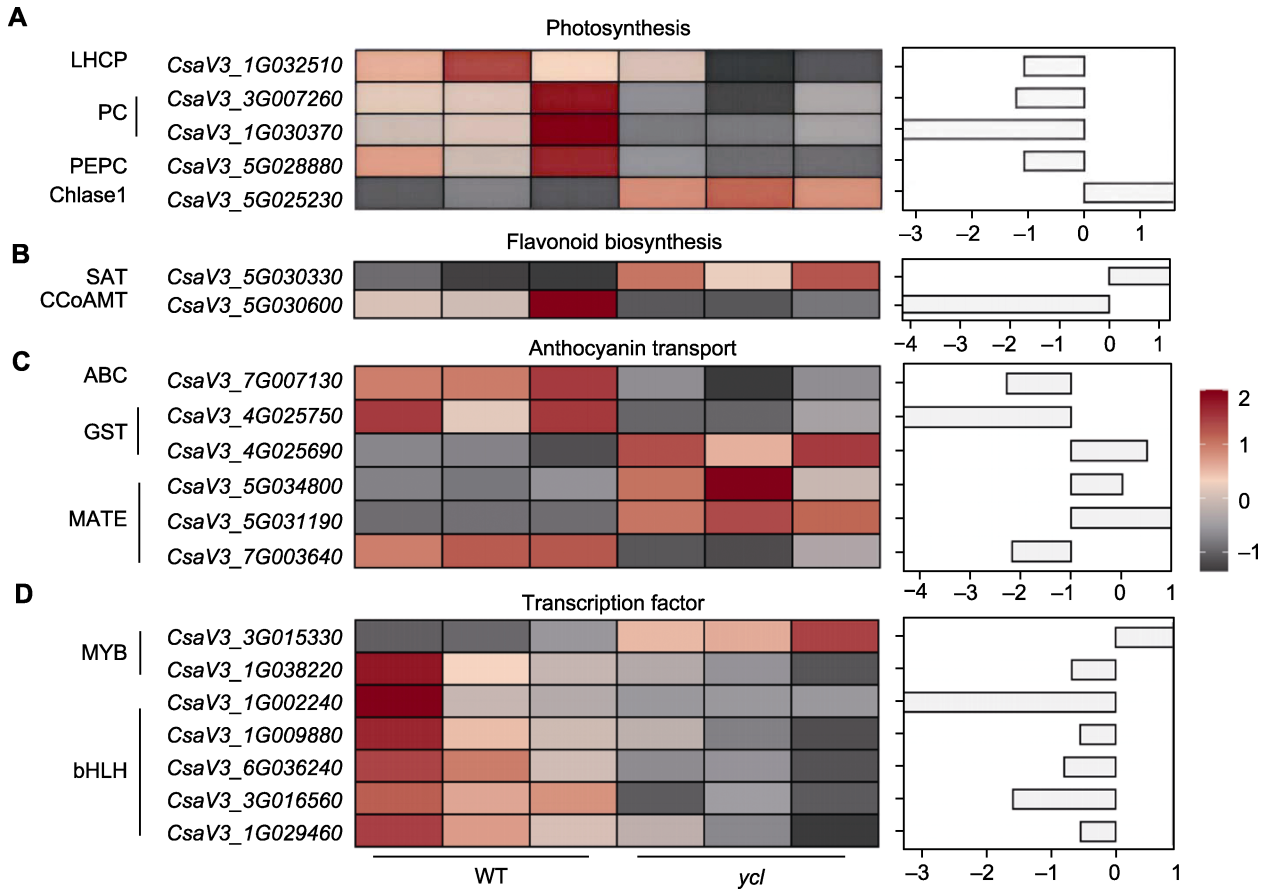 A
Photosynthesis
LHCP CsaV3_1G032510
CsaV3_3G007260
PC
CsaV3_1G030370
PEPC CsaV3_5G028880
Chlase1 CsaV3_5G025230
–3 –2 –1 0 1
B
Flavonoid biosynthesis
SAT CsaV3_5G030330
CCoAMT CsaV3_5G030600
–4 –3 –2 –1 0 1
C
Anthocyanin transport
ABC CsaV3_7G007130
CsaV3_4G025750
GST
CsaV3_4G025690
CsaV3_5G034800
MATE CsaV3_5G031190
CsaV3_7G003640
–4 –3 –2 –1 0 1
2
1
0
–1
D
Transcription factor
CsaV3_3G015330
MYB
CsaV3_1G038220
CsaV3_1G002240
CsaV3_1G009880
bHLH CsaV3_6G036240
CsaV3_3G016560
CsaV3_1G029460
–3 –2 –1 0 1
WT ycl